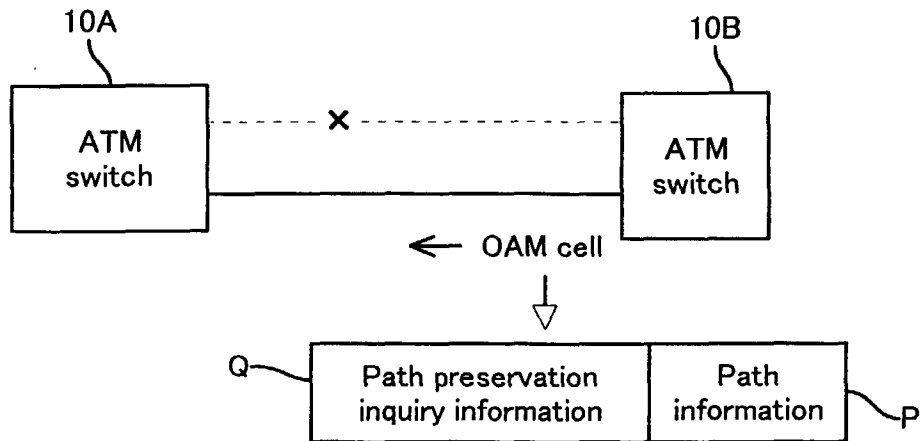 10A
10B
ATM
switch
×
ATM
switch
← OAM cell
Q
Path preservation
inquiry information
Path
information
P